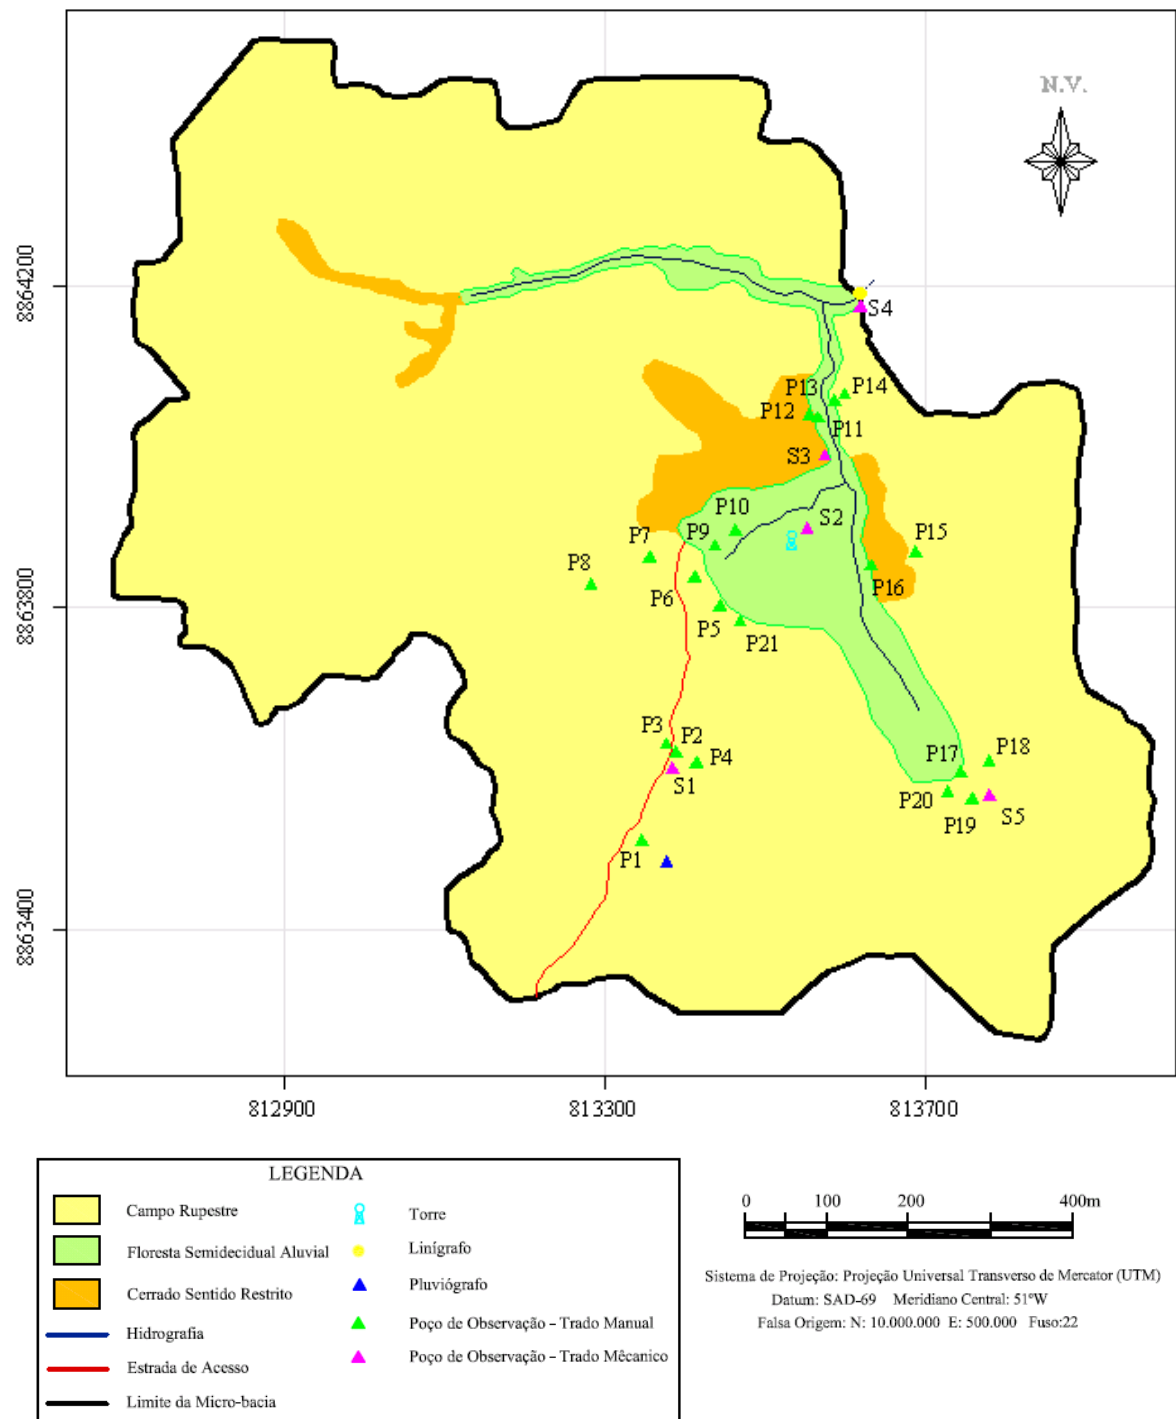 N.V.
8864200
S4
P13
P14
P12
P11
S3
P10
S2
P9
P7
P15
P8
P6
P16
P5
P21
8863800
P3
P2
P4
P17
P18
S1
P20
P19
S5
P1
8863400
812900
813300
813700
LEGENDA
Campo Rupestre
Torre
Floresta Semidecidual Aluvial
Linígrafo
Cerrado Sentido Restrito
Pluviógrafo
Hidrografia
Poço de Observação - Trado Manual
Estrada de Acesso
Poço de Observação - Trado Mêcanico
Limite da Micro-bacia
0 100 200 400m
Sistema de Projeção: Projeção Universal Transverso de Mercator (UTM)
Datum: SAD-69 Meridiano Central: 51ºW
Falsa Origem: N: 10.000.000 E: 500.000 Fuso:22